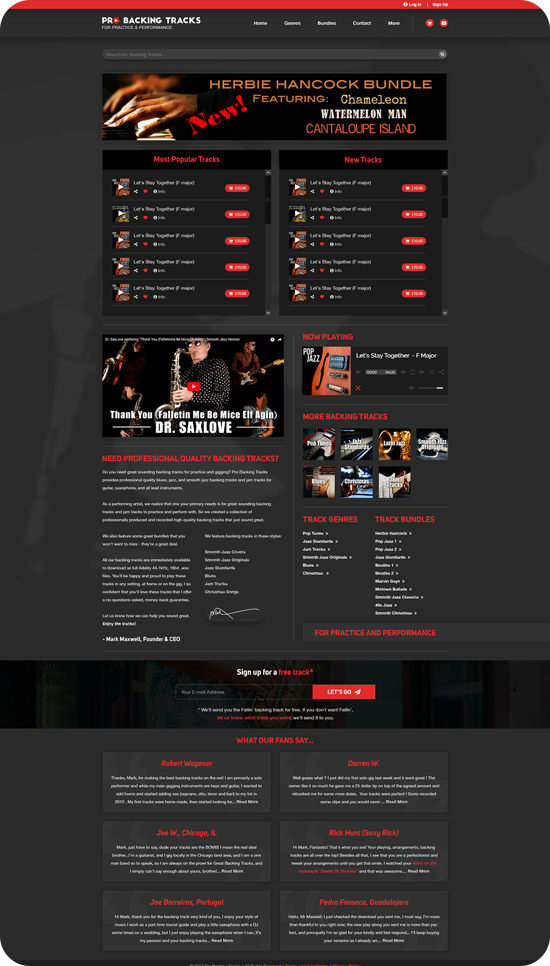 Log In | Sign Up
PRO BACKING TRACKS
FOR PRACTICE & PERFORMANCE
Home Genres Bundles Contact More
Search for Backing Tracks...
HERBIE HANCOCK BUNDLE
New!
Featuring: Chameleon
WATERMELON MAN
CANTALOUPE ISLAND
Most Popular Tracks
Let's Stay Together (F major)
Info
$10.00
Let's Stay Together (F major)
Info
$10.00
Let's Stay Together (F major)
Info
$10.00
Let's Stay Together (F major)
Info
$10.00
Let's Stay Together (F major)
Info
$10.00
New Tracks
Let's Stay Together (F major)
Info
$10.00
Let's Stay Together (F major)
Info
$10.00
Let's Stay Together (F major)
Info
$10.00
Let's Stay Together (F major)
Info
$10.00
Let's Stay Together (F major)
Info
$10.00
Dr. SaxLove performs "Thank You (Falletinme Be Mice Elf Agin)" | Smooth Jazz Version
Thank You (Falletin Me Be Mice Elf Agin)
DR. SAXLOVE
NOW PLAYING
POP JAZZ
Let's Stay Together - F Major
00:00 04:20
MORE BACKING TRACKS
Pop Tunes
Jazz Standards
Jam Tracks
Smooth Jazz Originals
Blues
Christmas
NEED PROFESSIONAL QUALITY BACKING TRACKS?
Do you need great sounding backing tracks for practice and gigging? Pro Backing Tracks
provides professional quality blues, jazz, and smooth jazz backing tracks and jam tracks for
guitar, saxophone, and all lead instruments.
As a performing artist, we realize that one your primary needs is for great sounding backing
tracks and jam tracks to practice and perform with. So we created a collection of
professionally produced and recorded high quality backing tracks that just sound great.
We also feature some great bundles that you
won't want to miss - they're a great deal.
All our backing tracks are immediately available
to download as full-fidelity 44.1kHz, 16bit .wav
files. You'll be happy and proud to play these
tracks in any setting, at home or on the gig. I so
confident that you'll love these tracks that I offer
a no-questions-asked, money-back guarantee.
Let us know how we can help you sound great.
Enjoy the tracks!
- Mark Maxwell, Founder & CEO
We feature backing tracks in these styles:
Smooth Jazz Covers
Smooth Jazz Originals
Jazz Standards
Blues
Jam Tracks
Christmas Songs
TRACK GENRES
Pop Tunes »
Jazz Standards »
Jam Tracks »
Smooth Jazz Originals »
Blues »
Christmas »
TRACK BUNDLES
Herbie Hancock »
Pop Jazz 1 »
Pop Jazz 2 »
Jazz Standards »
Beatles 1 »
Beatles 2 »
Marvin Gaye »
Motown Ballads »
Smooth Jazz Classics »
40s Jazz »
Smooth Christmas »
FOR PRACTICE AND PERFORMANCE
Sign up for a free track*
Your E-mail Address
LET'S GO
* We'll send you the Fallin' backing track for free. If you don't want Fallin',
let us know what track you want, we'll send it to you.
WHAT OUR FANS SAY...
Robert Wagener
Thanks, Mark, for making the best backing tracks on the net! I am primarily a solo
performer and while my main gigging instruments are keys and guitar, I wanted to
add horns and started adding sax (soprano, alto, tenor and bari) to my list in
2010 . My first tracks were home made, then started looking for... Read More
Darren W.
Well guess what ? I just did my first solo gig last week and it went great ! The
owner like it so much he gave me a 25 dollar tip on top of the agreed amount and
rebooked me for some more dates. Your tracks were perfect ! Sonia recorded
some clips and you would never ... Read More
Joe W., Chicago, IL
Mark, just have to say, dude your tracks are the BOMB! I mean the real deal
brother...I'm a guitarist, and I gig locally in the Chicago land area, and I am a one
man band so to speak, so I am always on the prowl for Great Backing Tracks, and
I simply can't say enough about yours, brother!... Read More
Rick Hunt (Saxy Rick)
Hi Mark, Fantastic! That's what you are! Your playing, arrangements, backing
tracks are all over the top! Besides all that, I see that you are a perfectionist and
tweak your arrangements until you get that smile. I watched your video on the
making of "Game Of Thrones" and that was awesome.... Read More
Joe Barreiros, Portugal
Hi Mark, thank you for the backing track very kind of you, I enjoy your style of
music I work as a part time tourist guide and play a little saxophone with a DJ
some times on a wedding, but I just enjoy playing the saxophone when I can, it's
my passion and your backing tracks... Read More
Pedro Fonseca, Guadalajara
Hello, Mr Maxwell, I just checked the download you sent me, I must say, I'm more
than thankful to you right now; the new play along you sent me is more than per-
fect, and principally I'm so glad for your kindly and fast respond... I'll keep buying
your versions as I already am... Read More